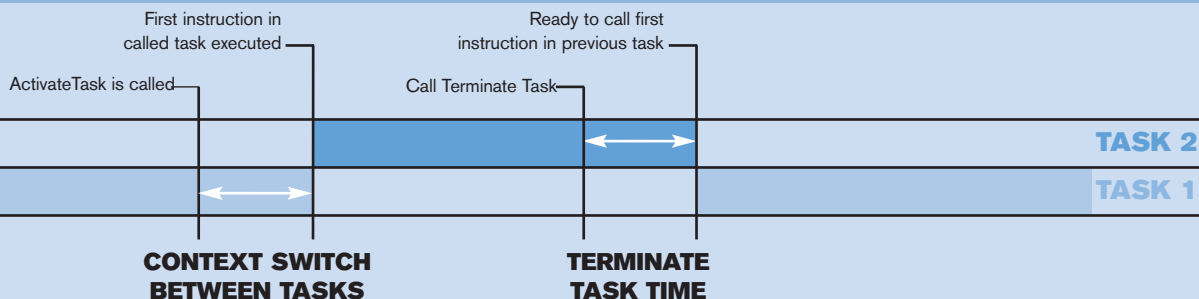 First instruction in
called task executed
Ready to call first
instruction in previous task
ActivateTask is called
Call Terminate Task
TASK 2
TASK 1
CONTEXT SWITCH
BETWEEN TASKS
TERMINATE
TASK TIME